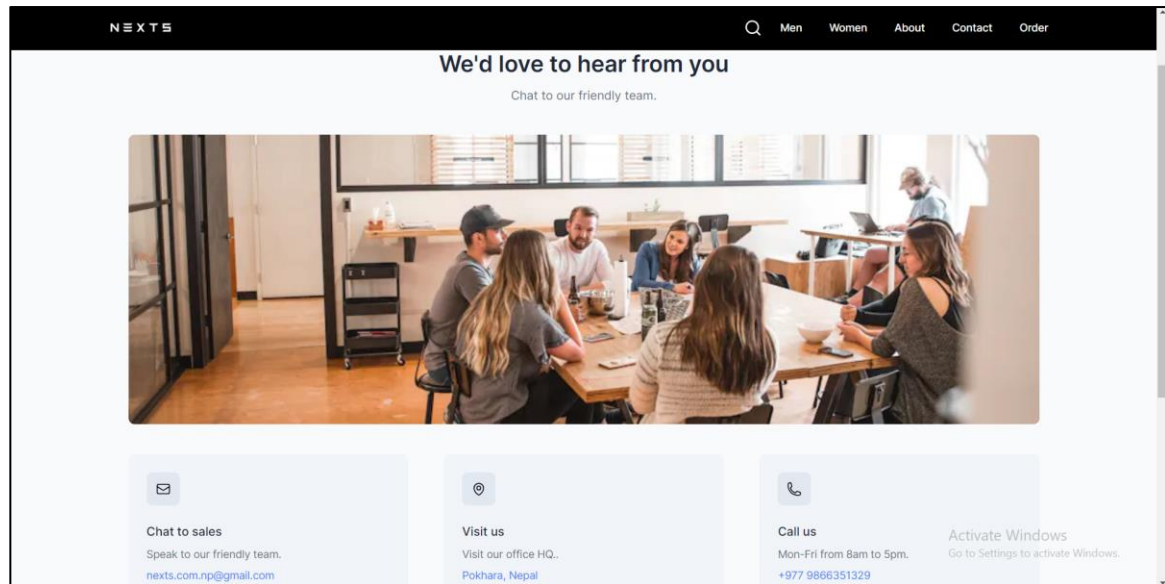 NEXTS
Men Women About Contact Order
We'd love to hear from you
Chat to our friendly team.
Chat to sales
Speak to our friendly team.
nexts.com.np@gmail.com
Visit us
Visit our office HQ..
Pokhara, Nepal
Call us
Mon-Fri from 8am to 5pm.
+977 9866351329
Activate Windows
Go to Settings to activate Windows.